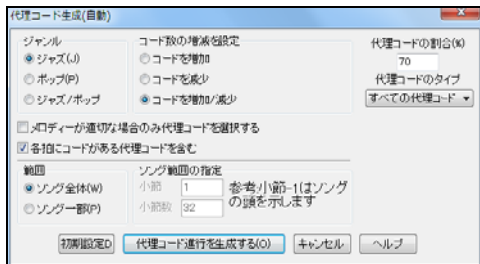 代理コード生成(自動)
ジャンル
ジャズ(J)
ポップ(P)
ジャズ/ポップ
コード数の増減を設定
コードを増加
コードを減少
コードを増加/減少
代理コードの割合(%)
70
代理コードのタイプ
すべての代理コード
メロディーが適切な場合のみ代理コードを選択する
各拍にコードがある代理コードを含む
範囲
ソング全体(W)
ソング一部(P)
ソング範囲の指定
小節 1
小節数 32
参考:小節-1はソング
の頭を示します
初期設定D
代理コード進行を生成する(O)
キャンセル
ヘルプ